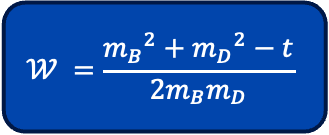 𝒲 = (m_B² + m_D² − t) / (2m_B m_D)